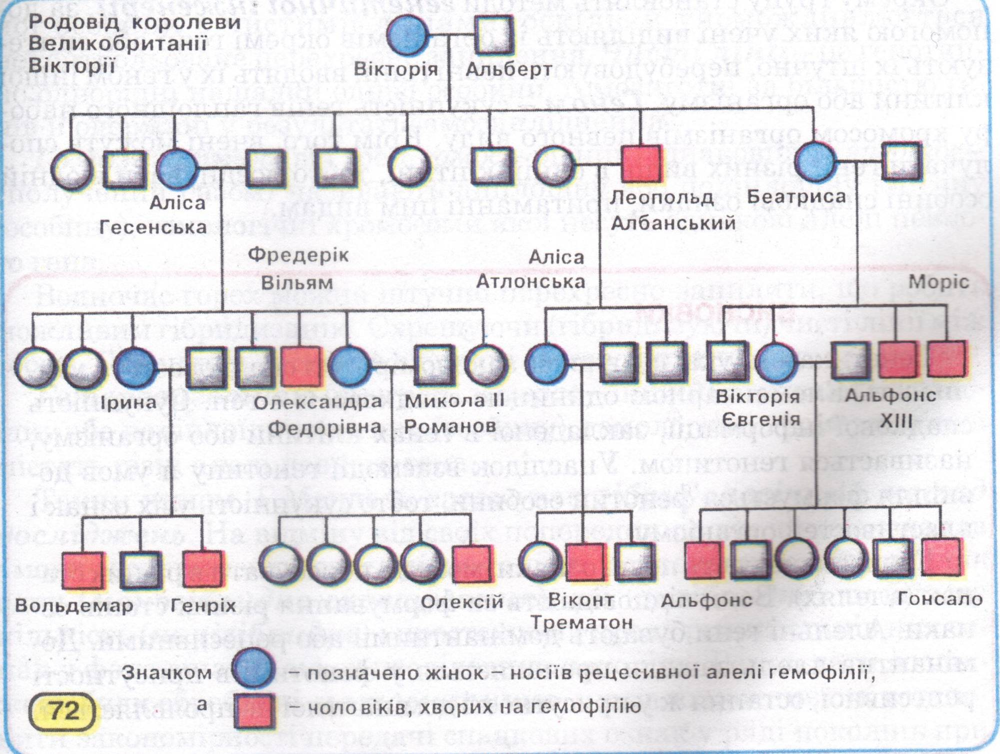 Родовід королеви
Великобританії
Вікторії
Вікторія
Альберт
Аліса
Гесенська
Леопольд
Албанський
Беатриса
Фредерік
Вільям
Аліса
Атлонська
Моріс
Ірина
Олександра
Федорівна
Микола II
Романов
Вікторія
Євгенія
Альфонс
XIII
Вольдемар
Генріх
Олексій
Віконт
Трематон
Альфонс
Гонсало
Значком – позначено жінок – носіїв рецесивної алелі гемофілії,
а – чоловіків, хворих на гемофілію
72